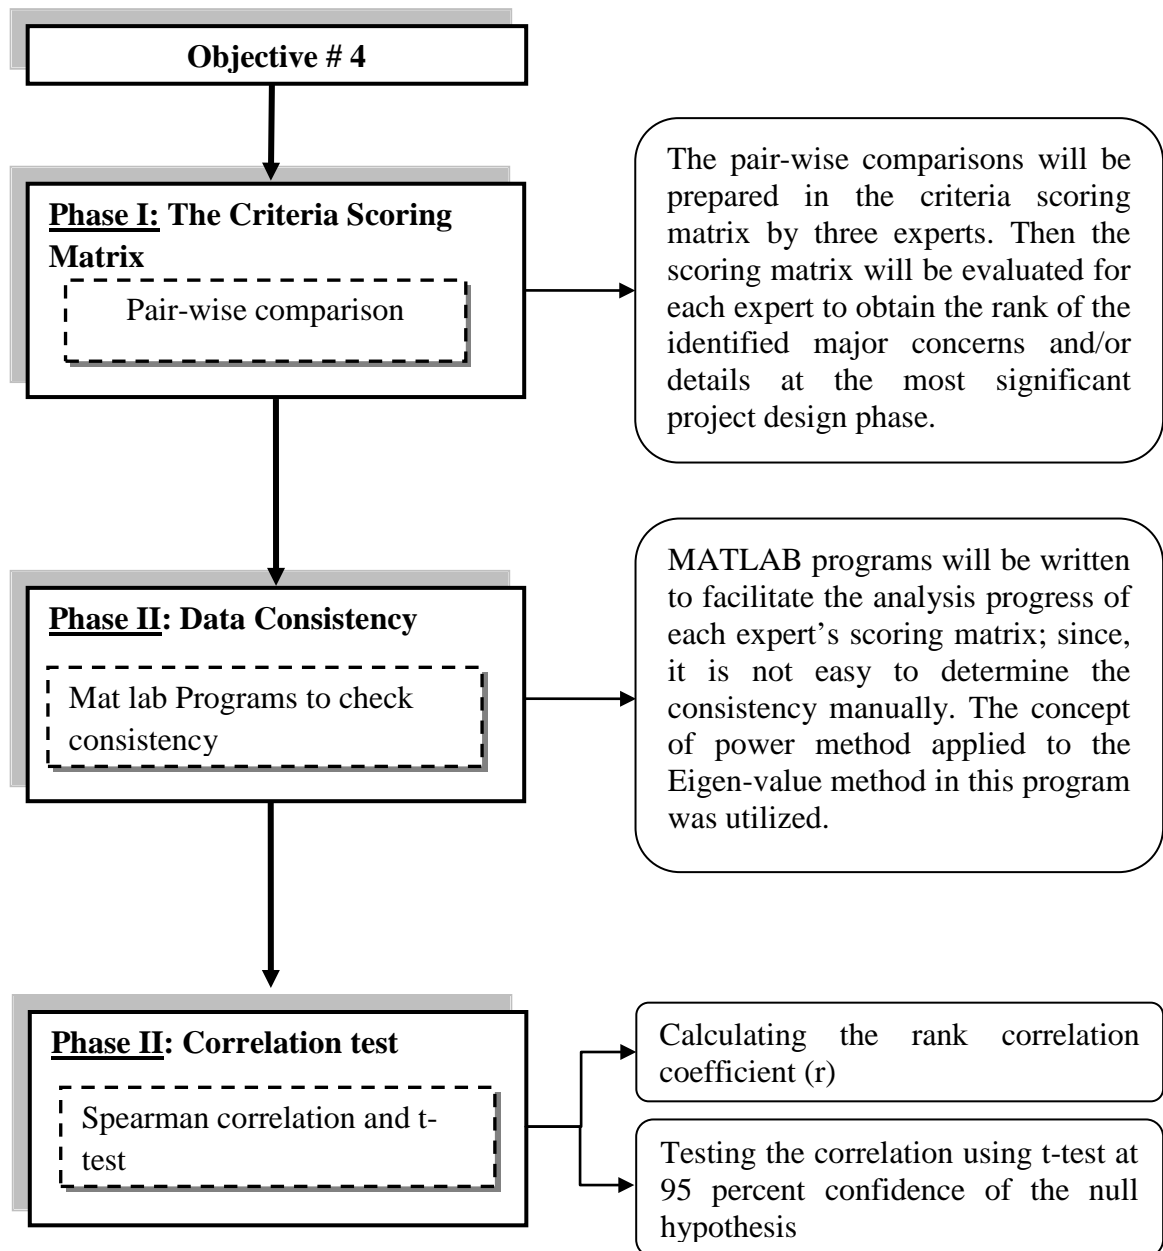 Objective # 4
Phase I: The Criteria Scoring
Matrix
Pair-wise comparison
The pair-wise comparisons will be
prepared in the criteria scoring
matrix by three experts. Then the
scoring matrix will be evaluated for
each expert to obtain the rank of the
identified major concerns and/or
details at the most significant
project design phase.
Phase II: Data Consistency
Mat lab Programs to check
consistency
MATLAB programs will be written
to facilitate the analysis progress of
each expert’s scoring matrix; since,
it is not easy to determine the
consistency manually. The concept
of power method applied to the
Eigen-value method in this program
was utilized.
Phase II: Correlation test
Spearman correlation and t-
test
Calculating the rank correlation
coefficient (r)
Testing the correlation using t-test at
95 percent confidence of the null
hypothesis